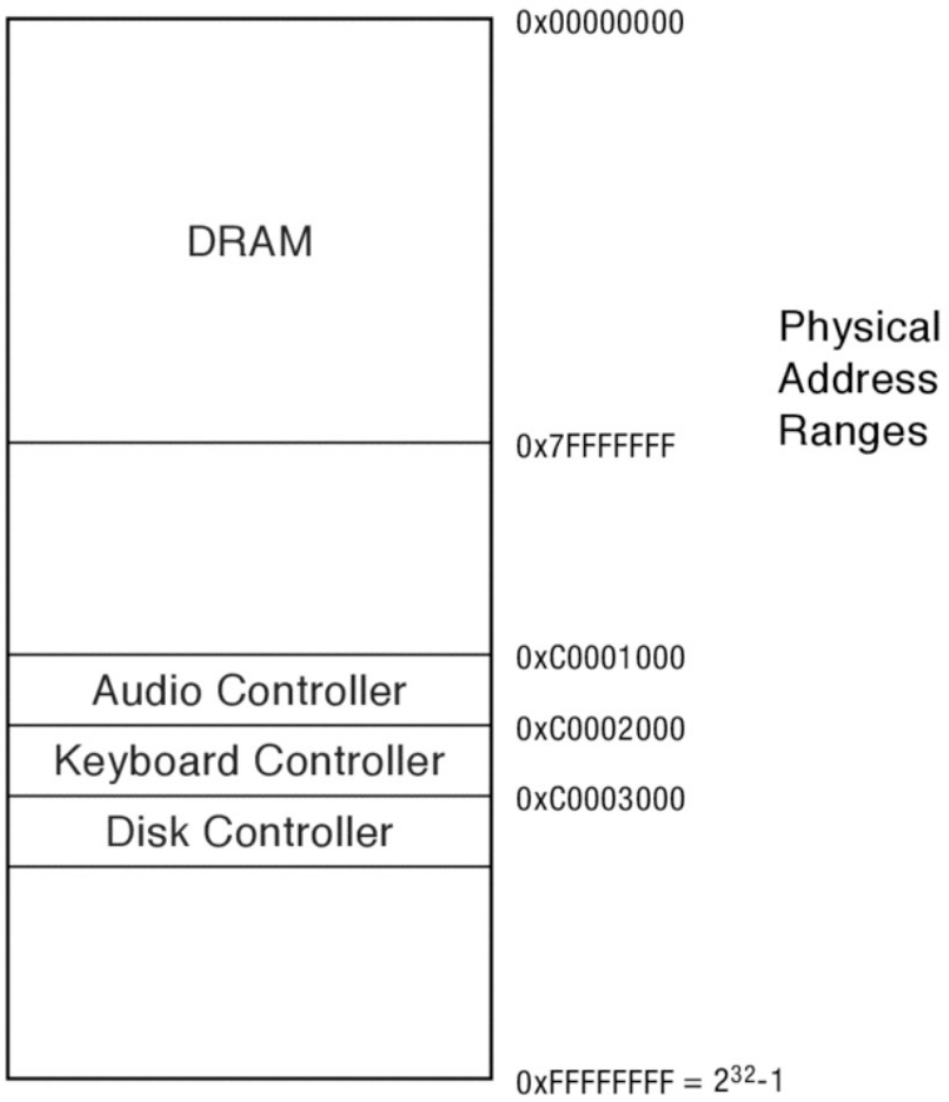 0x00000000
DRAM
Physical
Address
Ranges
0x7FFFFFFF
0xC0001000
Audio Controller
0xC0002000
Keyboard Controller
0xC0003000
Disk Controller
0xFFFFFFFF = 2³²-1